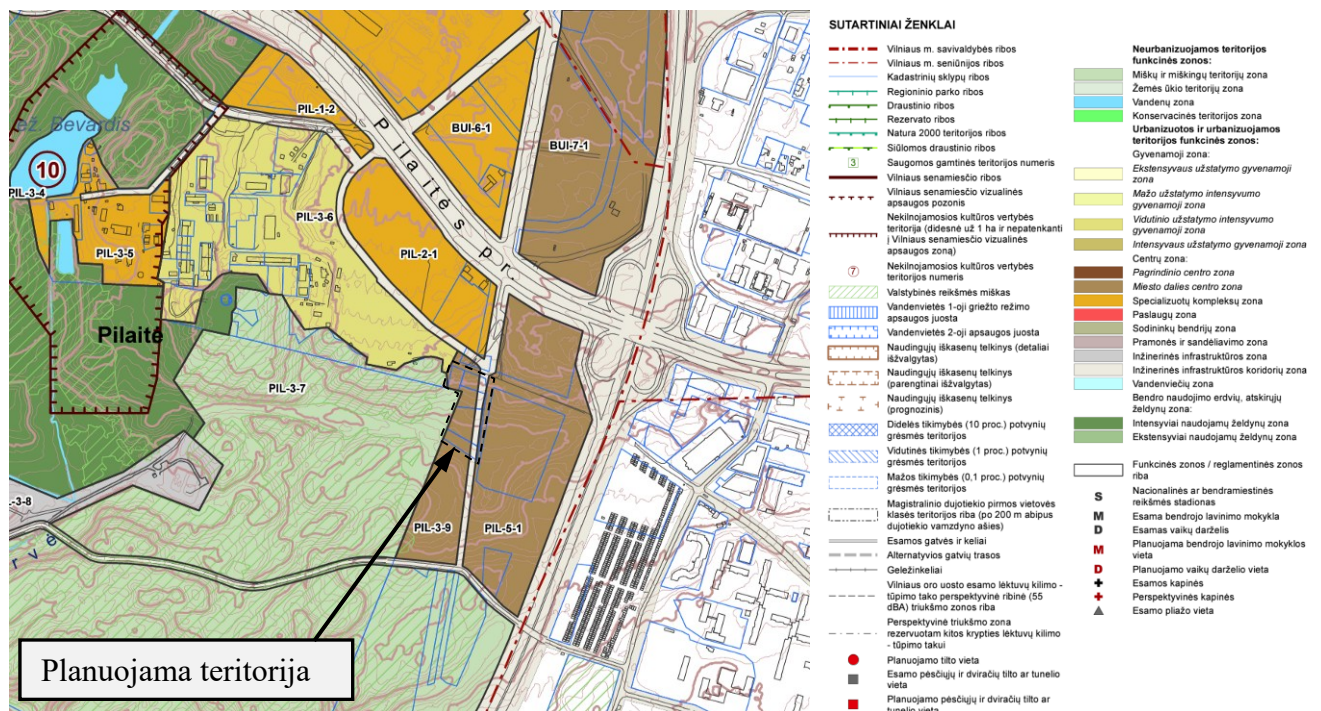 PIL-1-2
ež. Bevardis
Pilaitės pr.
BUI-6-1
BUI-7-1
10
PIL-3-4
PIL-3-6
PIL-3-5
PIL-2-1
Pilaitė
PIL-3-7
PIL-3-9
PIL-5-1
Planuojama teritorija
SUTARTINIAI ŽENKLAI
Vilniaus m. savivaldybės ribos
Vilniaus m. seniūnijos ribos
Kadastrinių sklypų ribos
Regioninio parko ribos
Draustinio ribos
Rezervato ribos
Natura 2000 teritorijos ribos
Siūlomos draustinio ribos
3
Saugomos gamtinės teritorijos numeris
Vilniaus senamiesčio ribos
Vilniaus senamiesčio vizualinės
apsaugos pozonis
Nekilnojamosios kultūros vertybės
teritorija (didesnė už 1 ha ir nepatenkanti
į Vilniaus senamiesčio vizualinės
apsaugos zoną)
7
Nekilnojamosios kultūros vertybės
teritorijos numeris
Valstybinės reikšmės miškas
Vandenvietės 1-oji griežto režimo
apsaugos juosta
Vandenvietės 2-oji apsaugos juosta
Naudingųjų iškasenų telkinys (detaliai
išžvalgytas)
Naudingųjų iškasenų telkinys
(parengtinai išžvalgytas)
Naudingųjų iškasenų telkinys
(prognozinis)
Didelės tikimybės (10 proc.) potvynių
grėsmės teritorijos
Vidutinės tikimybės (1 proc.) potvynių
grėsmės teritorijos
Mažos tikimybės (0,1 proc.) potvynių
grėsmės teritorijos
Magistralinio dujotiekio pirmos vietovės
klasės teritorijos riba (po 200 m abipus
dujotiekio vamzdyno ašies)
Esamos gatvės ir keliai
Alternatyvios gatvių trasos
Geležinkeliai
Vilniaus oro uosto esamo lėktuvų kilimo -
tūpimo tako perspektyvinė ribinė (55
dBA) triukšmo zonos riba
Perspektyvinė triukšmo zona
rezervuotam kitos krypties lėktuvų kilimo
- tūpimo takui
Planuojamo tilto vieta
Esamo pėsčiųjų ir dviračių tilto ar tunelio
vieta
Planuojamo pėsčiųjų ir dviračių tilto ar
tunelio vieta
Neurbanizuojamos teritorijos
funkcinės zonos:
Miškų ir miškingų teritorijų zona
Žemės ūkio teritorijų zona
Vandenų zona
Konservacinės teritorijos zona
Urbanizuotos ir urbanizuojamos
teritorijos funkcinės zonos:
Gyvenamoji zona:
Ekstensyvaus užstatymo gyvenamoji
zona
Mažo užstatymo intensyvumo
gyvenamoji zona
Vidutinio užstatymo intensyvumo
gyvenamoji zona
Intensyvaus užstatymo gyvenamoji zona
Centrų zona:
Pagrindinio centro zona
Miesto dalies centro zona
Specializuotų kompleksų zona
Paslaugų zona
Sodininkų bendrijų zona
Pramonės ir sandėliavimo zona
Inžinerinės infrastruktūros zona
Inžinerinės infrastruktūros koridorių zona
Vandenviečių zona
Bendro naudojimo erdvių, atskirųjų
želdynų zona:
Intensyviai naudojamų želdynų zona
Ekstensyviai naudojamų želdynų zona
Funkcinės zonos / reglamentinės zonos
riba
S Nacionalinės ar bendramiestinės
reikšmės stadionas
M Esama bendrojo lavinimo mokykla
D Esamas vaikų darželis
M Planuojama bendrojo lavinimo mokyklos
vieta
D Planuojamo vaikų darželio vieta
Esamos kapinės
Perspektyvinės kapinės
Esamo pliažo vieta